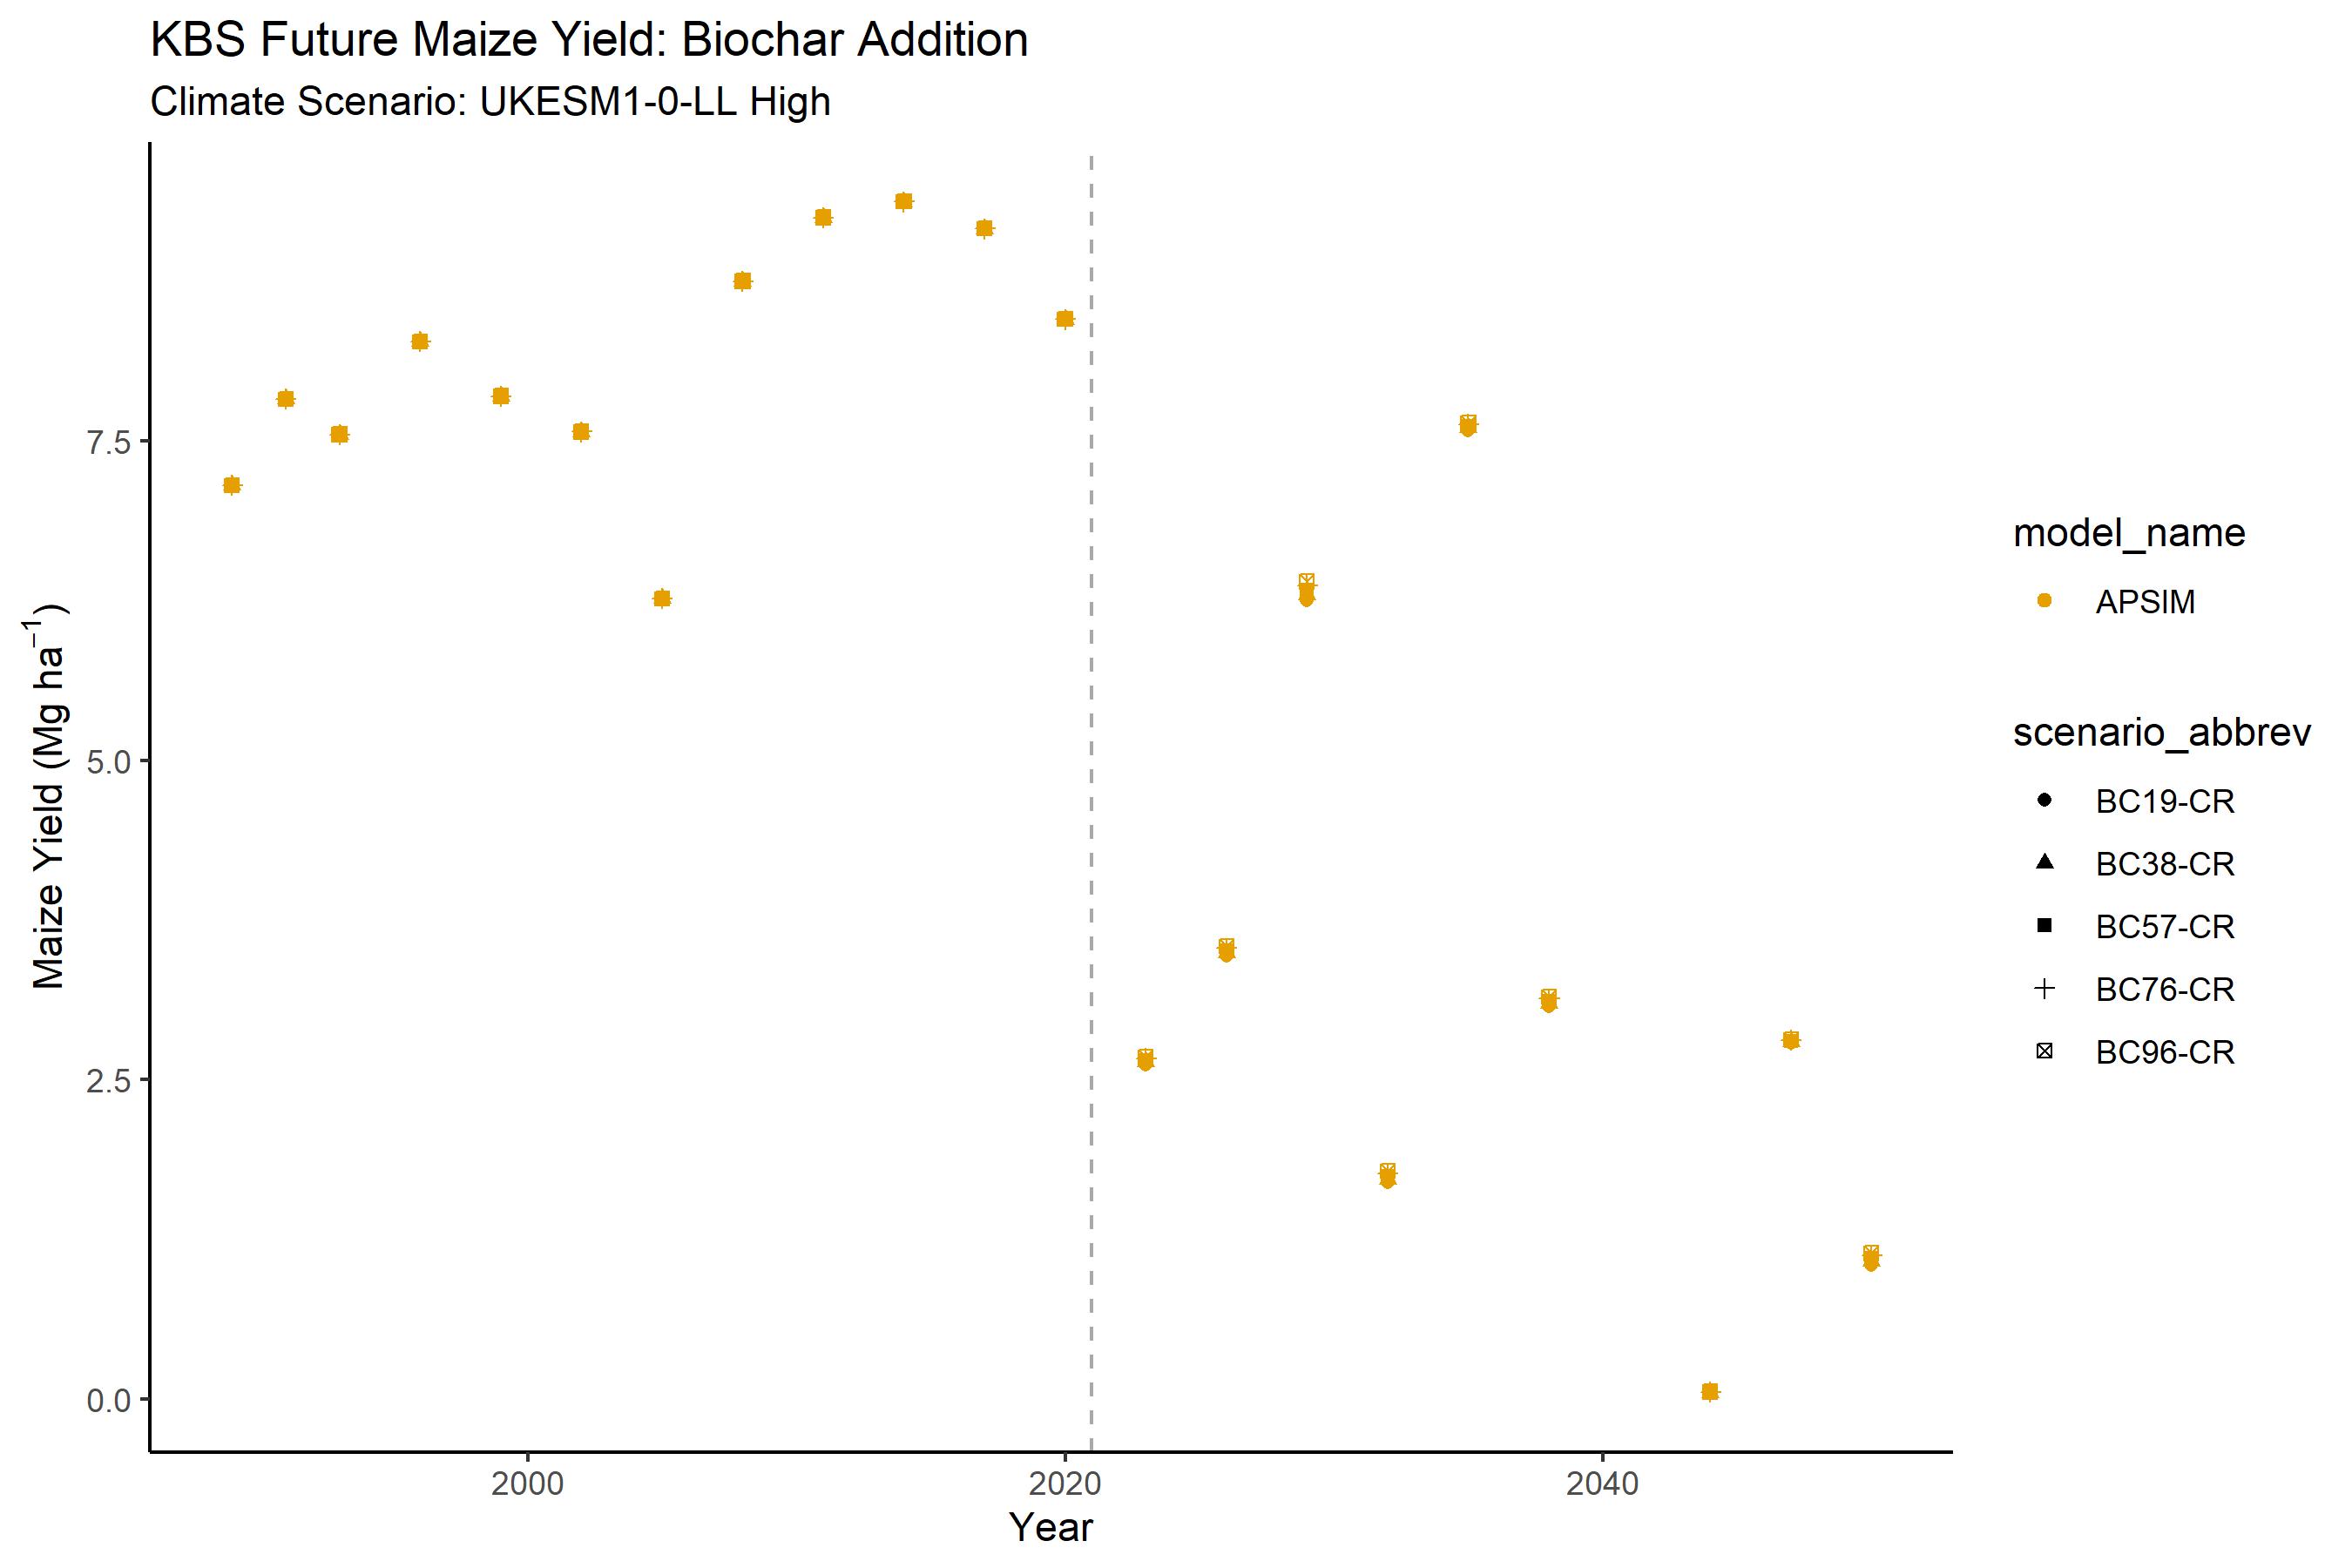 KBS Future Maize Yield: Biochar Addition
Climate Scenario: UKESM1-0-LL High
Maize Yield (Mg ha⁻¹)
7.5
5.0
2.5
0.0
2000
2020
2040
Year
model_name
APSIM
scenario_abbrev
BC19-CR
BC38-CR
BC57-CR
BC76-CR
BC96-CR